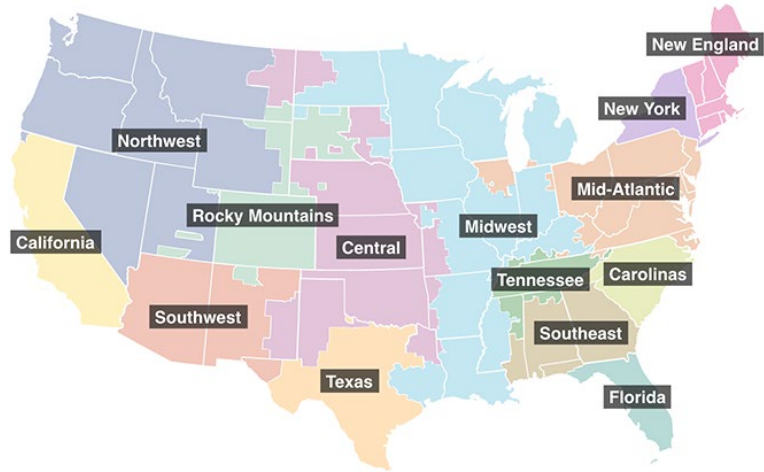 New England
New York
Northwest
Mid-Atlantic
Rocky Mountains
Midwest
California
Central
Tennessee
Carolinas
Southwest
Southeast
Texas
Florida